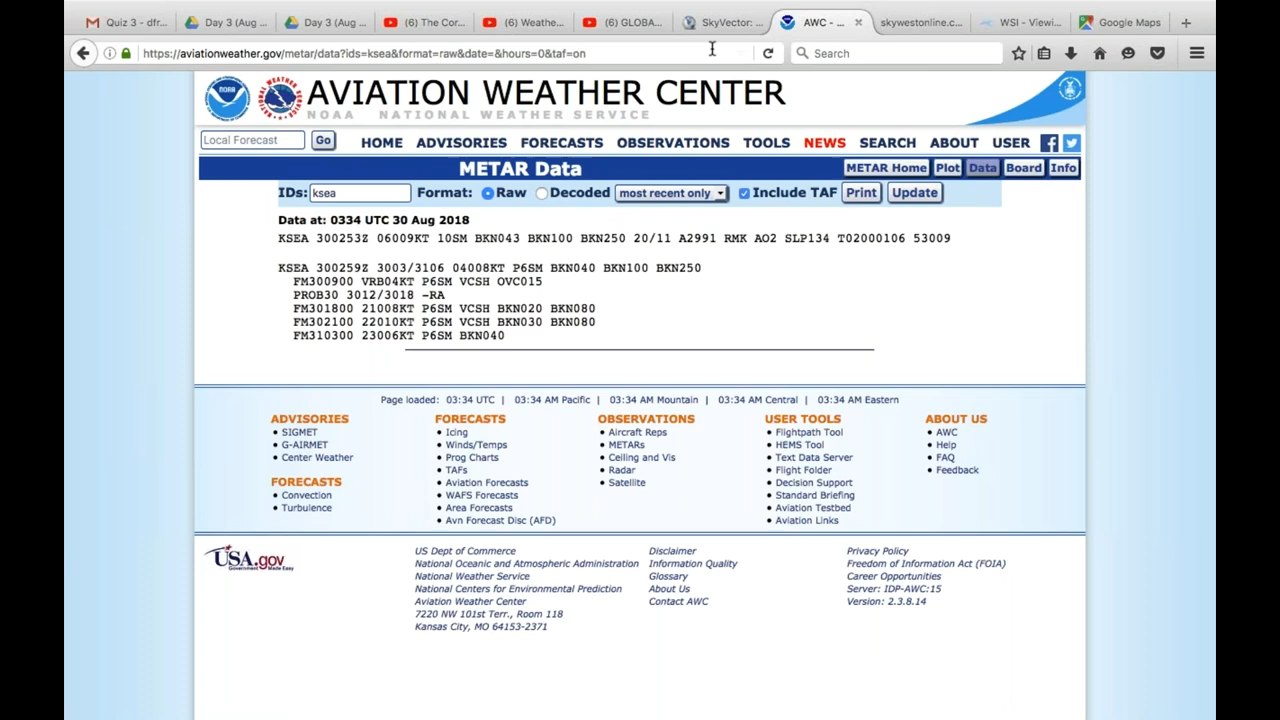 Quiz 3 - dfr... Day 3 (Aug ... Day 3 (Aug ... (6) The Cor... (6) Weathe... (6) GLOBA... SkyVector: ... AWC - ... skywestonline.c... WSI - Viewi... Google Maps
https://aviationweather.gov/metar/data?ids=ksea&format=raw&date=&hours=0&taf=on Search
AVIATION WEATHER CENTER
NOAA NATIONAL WEATHER SERVICE
Local Forecast Go HOME ADVISORIES FORECASTS OBSERVATIONS TOOLS NEWS SEARCH ABOUT USER
METAR Data METAR Home Plot Data Board Info
IDs: ksea Format: Raw Decoded most recent only Include TAF Print Update
Data at: 0334 UTC 30 Aug 2018
KSEA 300253Z 06009KT 10SM BKN043 BKN100 BKN250 20/11 A2991 RMK AO2 SLP134 T02000106 53009
KSEA 300259Z 3003/3106 04008KT P6SM BKN040 BKN100 BKN250
FM300900 VRB04KT P6SM VCSH OVC015
PROB30 3012/3018 -RA
FM301800 21008KT P6SM VCSH BKN020 BKN080
FM302100 22010KT P6SM VCSH BKN030 BKN080
FM310300 23006KT P6SM BKN040
Page loaded: 03:34 UTC | 03:34 AM Pacific | 03:34 AM Mountain | 03:34 AM Central | 03:34 AM Eastern
ADVISORIES
SIGMET
G-AIRMET
Center Weather
FORECASTS
Convection
Turbulence
FORECASTS
Icing
Winds/Temps
Prog Charts
TAFs
Aviation Forecasts
WAFS Forecasts
Area Forecasts
Avn Forecast Disc (AFD)
OBSERVATIONS
Aircraft Reps
METARs
Ceiling and Vis
Radar
Satellite
USER TOOLS
Flightpath Tool
HEMS Tool
Text Data Server
Flight Folder
Decision Support
Standard Briefing
Aviation Testbed
Aviation Links
ABOUT US
AWC
Help
FAQ
Feedback
USA.gov
Government Made Easy
US Dept of Commerce
National Oceanic and Atmospheric Administration
National Weather Service
National Centers for Environmental Prediction
Aviation Weather Center
7220 NW 101st Terr., Room 118
Kansas City, MO 64153-2371
Disclaimer
Information Quality
Glossary
About Us
Contact AWC
Privacy Policy
Freedom of Information Act (FOIA)
Career Opportunities
Server: IDP-AWC:15
Version: 2.3.8.14